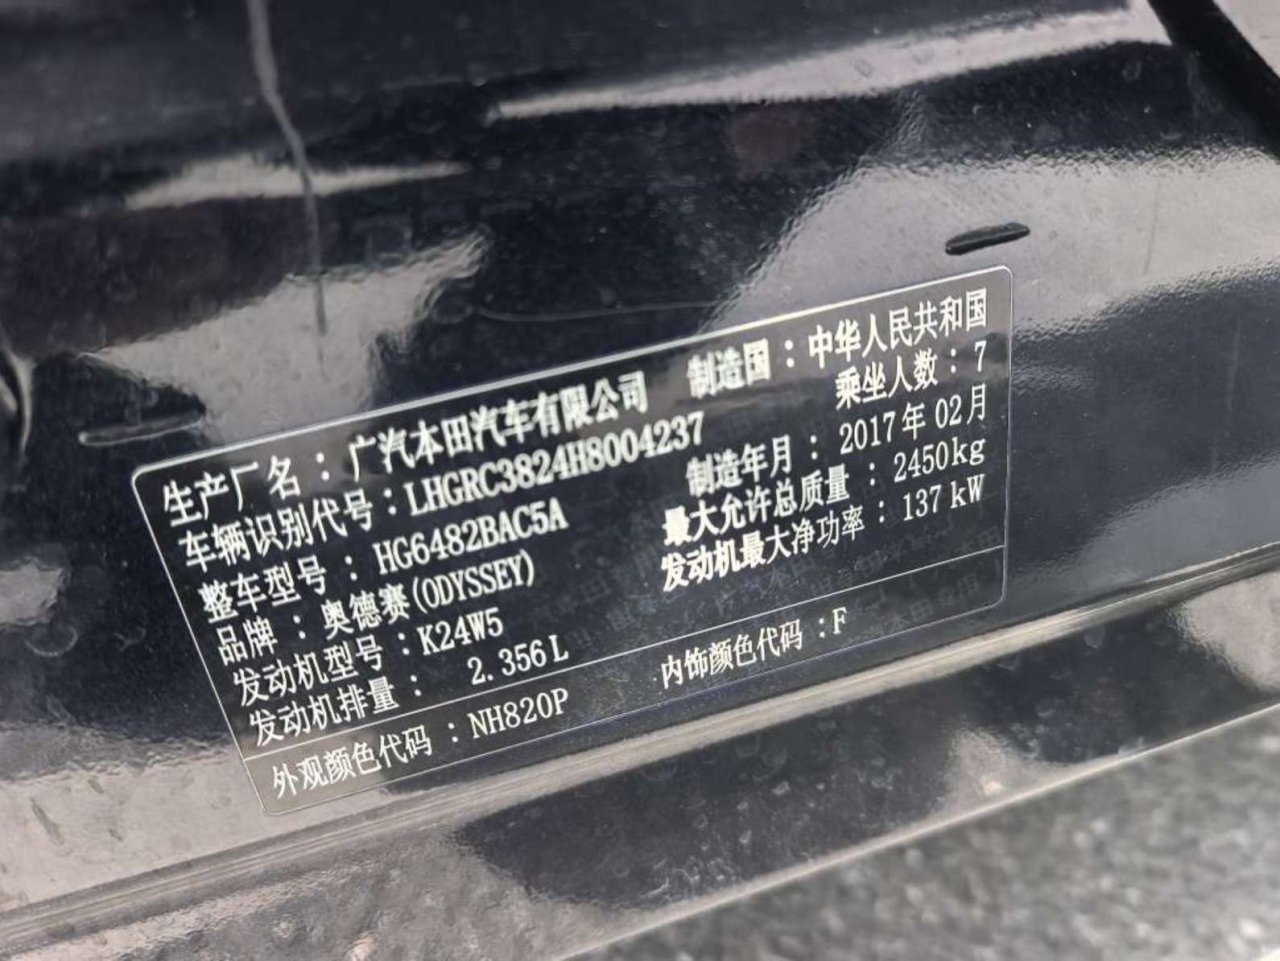 生产厂名：广汽本田汽车有限公司 制造国：中华人民共和国
车辆识别代号：LHGRC3824H8004237 乘坐人数：7
整车型号：HG6482BAC5A 制造年月：2017年02月
品牌：奥德赛(ODYSSEY) 最大允许总质量：2450kg
发动机型号：K24W5 发动机最大净功率：137kW
发动机排量：2.356L
外观颜色代码：NH820P 内饰颜色代码：F